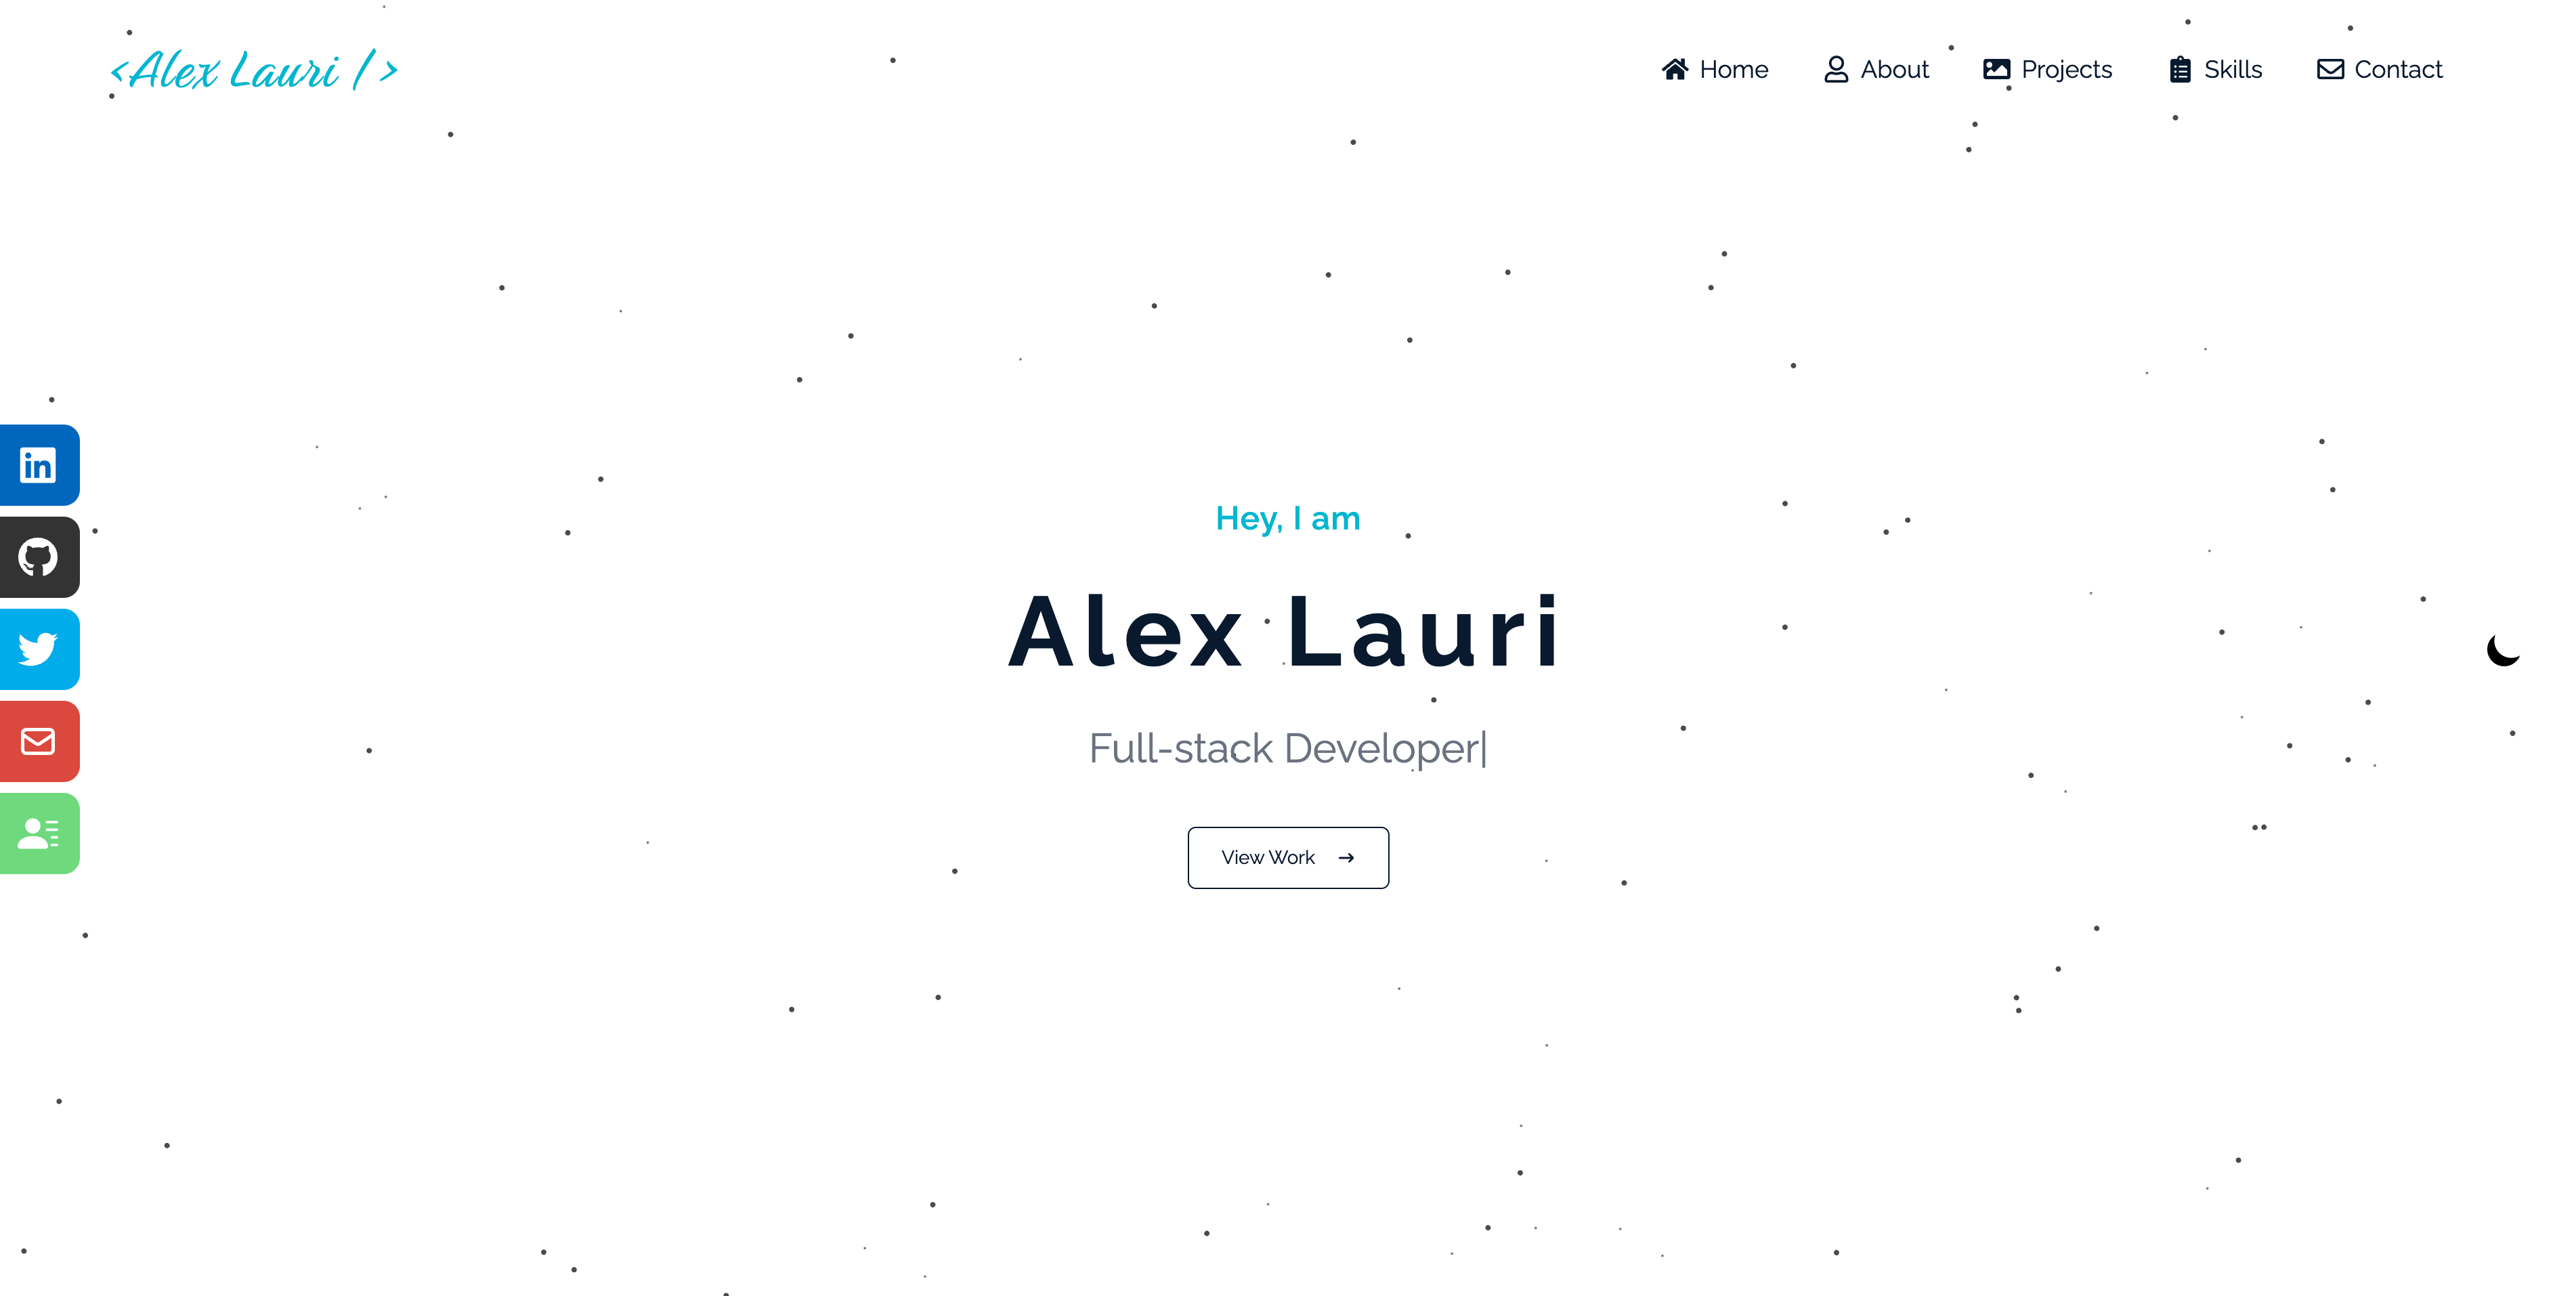 <Alex Lauri />
Home About Projects Skills Contact
Hey, I am
Alex Lauri
Full-stack Developer|
View Work →